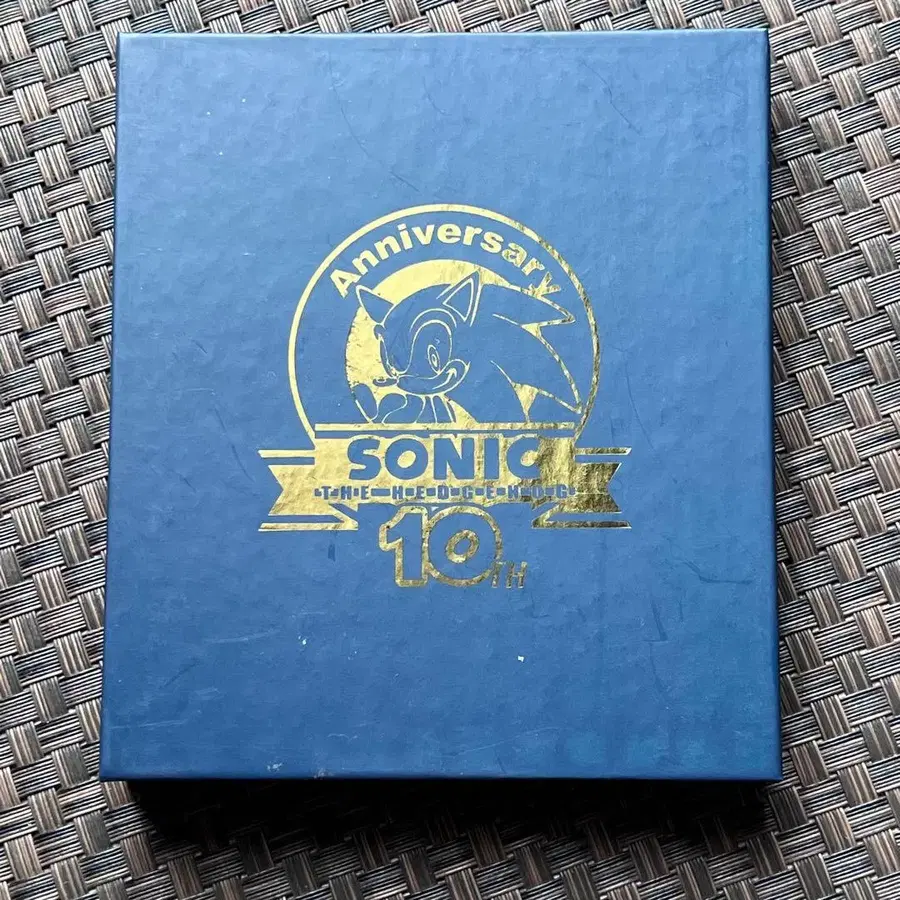 Anniversary
SONIC
THE HEDGEHOG
10TH